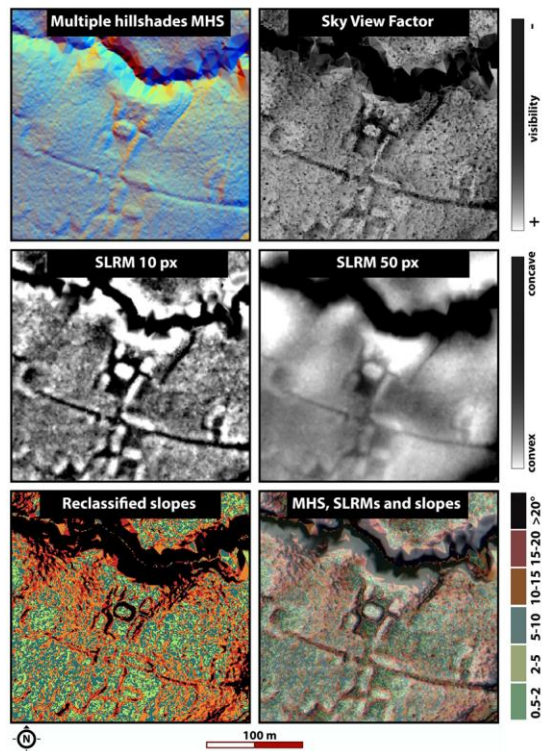 Multiple hillshades MHS
Sky View Factor
- visibility +
SLRM 10 px
SLRM 50 px
concave
convex
Reclassified slopes
MHS, SLRMs and slopes
>20°
15-20
10-15
5-10
2-5
0.5-2
N
100 m